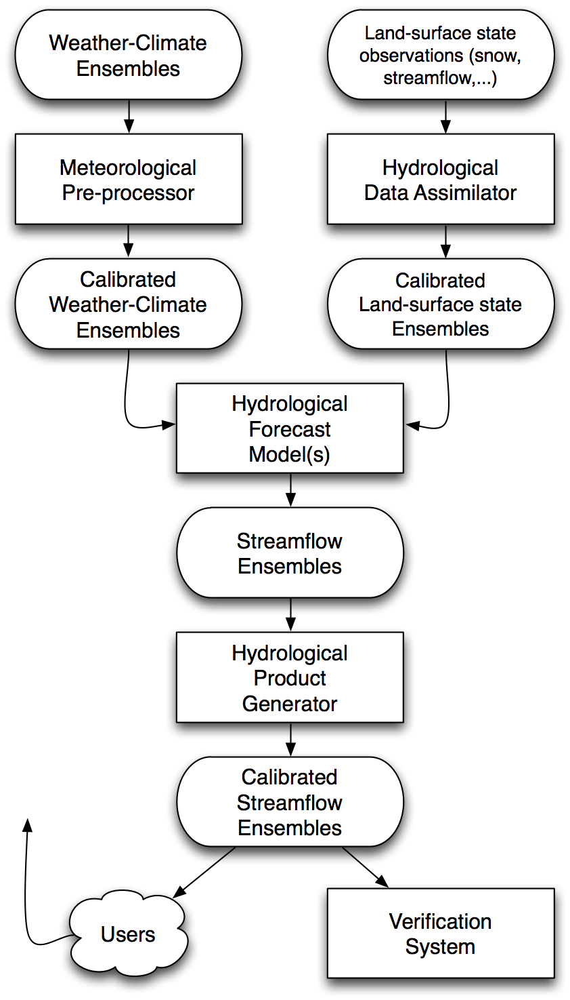 Weather-Climate
Ensembles
Land-surface state
observations (snow,
streamflow,...)
Meteorological
Pre-processor
Hydrological
Data Assimilator
Calibrated
Weather-Climate
Ensembles
Calibrated
Land-surface state
Ensembles
Hydrological
Forecast
Model(s)
Streamflow
Ensembles
Hydrological
Product
Generator
Calibrated
Streamflow
Ensembles
Users
Verification
System